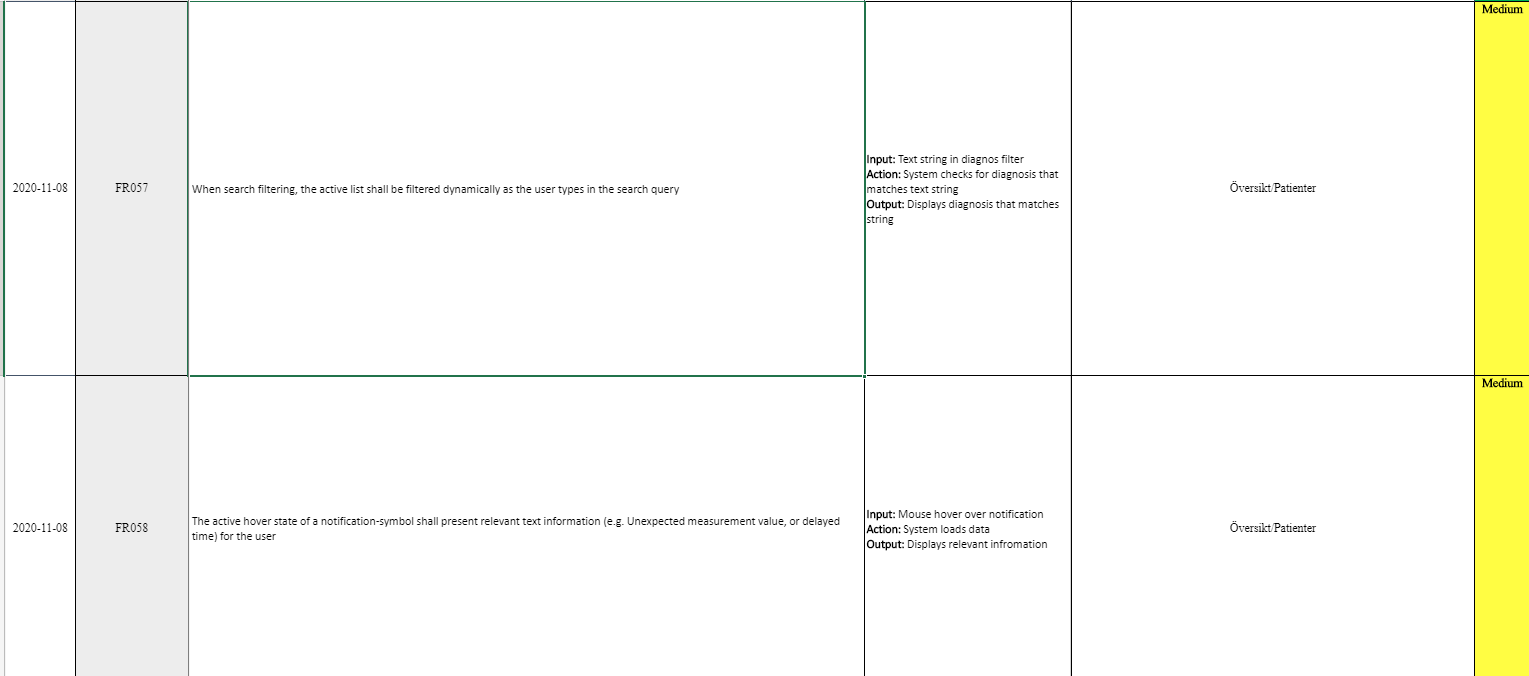 Medium
2020-11-08
FR057
When search filtering, the active list shall be filtered dynamically as the user types in the search query
Input: Text string in diagnos filter
Action: System checks for diagnosis that
matches text string
Output: Displays diagnosis that matches
string
Översikt/Patienter
Medium
2020-11-08
FR058
The active hover state of a notification-symbol shall present relevant text information (e.g. Unexpected measurement value, or delayed
time) for the user
Input: Mouse hover over notification
Action: System loads data
Output: Displays relevant infromation
Översikt/Patienter